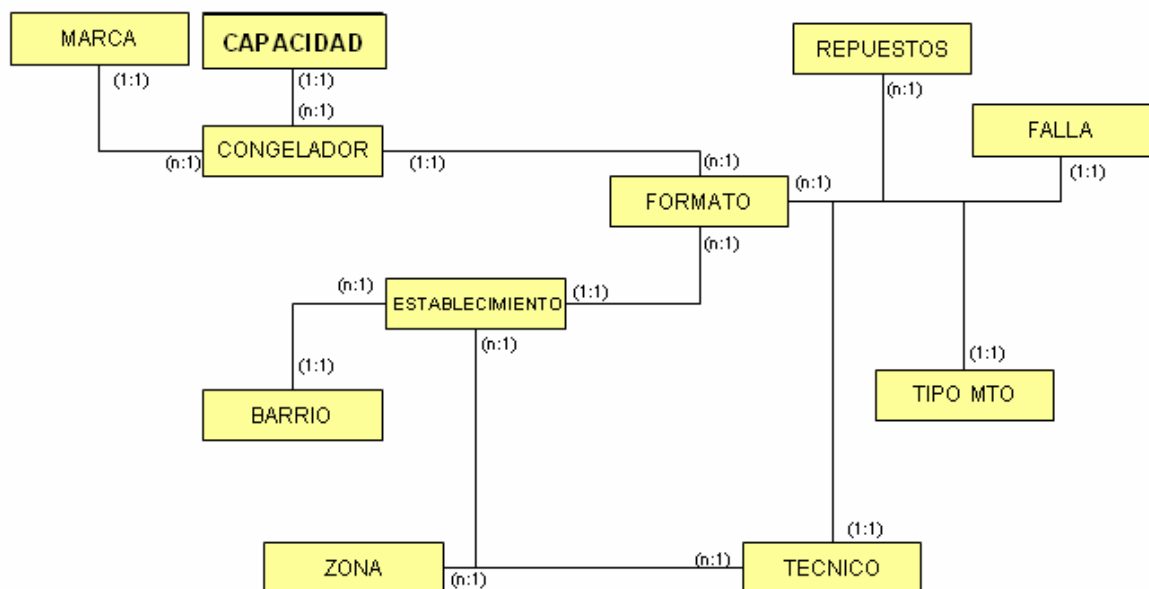 MARCA
CAPACIDAD
REPUESTOS
(1:1)
(1:1)
(n:1)
(n:1)
FALLA
CONGELADOR
(n:1)
(1:1)
(n:1)
(1:1)
(n:1)
FORMATO
(n:1)
(n:1)
ESTABLECIMIENTO
(1:1)
(n:1)
(1:1)
(1:1)
BARRIO
TIPO MTO
(1:1)
ZONA
(n:1)
(n:1)
TECNICO